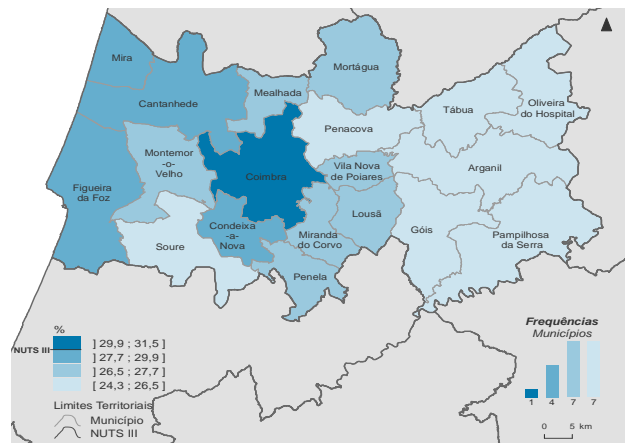 Mira
Mortágua
Mealhada
Cantanhede
Tábua
Oliveira
do Hospital
Penacova
Montemor
-o-
Velho
Vila Nova
de Poiares
Arganil
Coimbra
Figueira
da Foz
Lousã
Condeixa
-a-
Nova
Góis
Miranda
do Corvo
Pampilhosa
da Serra
Soure
Penela
%
NUTS III
] 29,9 ; 31,5 ]
] 27,7 ; 29,9 ]
] 26,5 ; 27,7 ]
[ 24,3 ; 26,5 ]
Limites Territoriais
Município
NUTS III
Frequências
Municípios
1 4 7 7
0 5 km